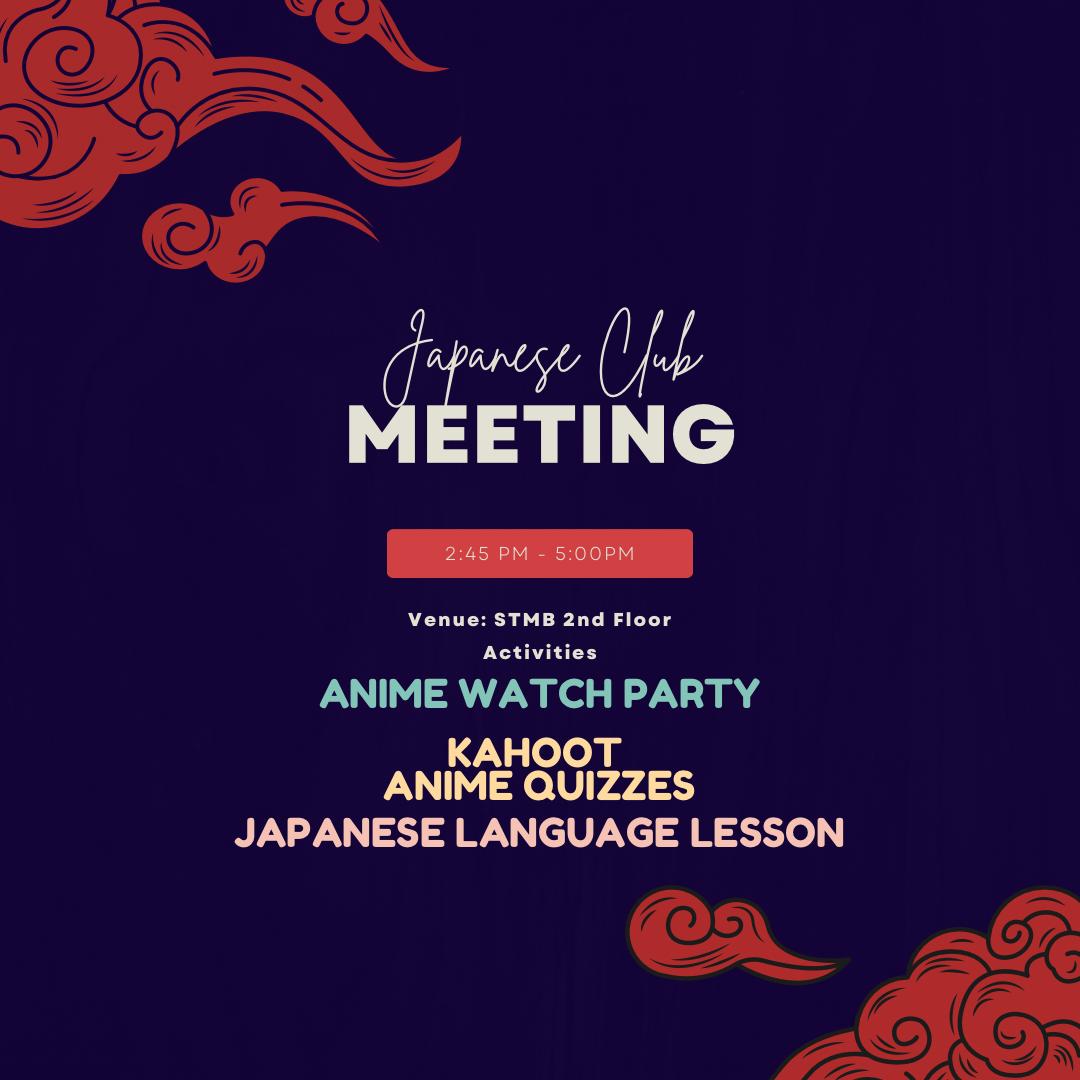 Japanese Club
MEETING
2:45 PM - 5:00PM
Venue: STMB 2nd Floor
Activities
ANIME WATCH PARTY
KAHOOT
ANIME QUIZZES
JAPANESE LANGUAGE LESSON